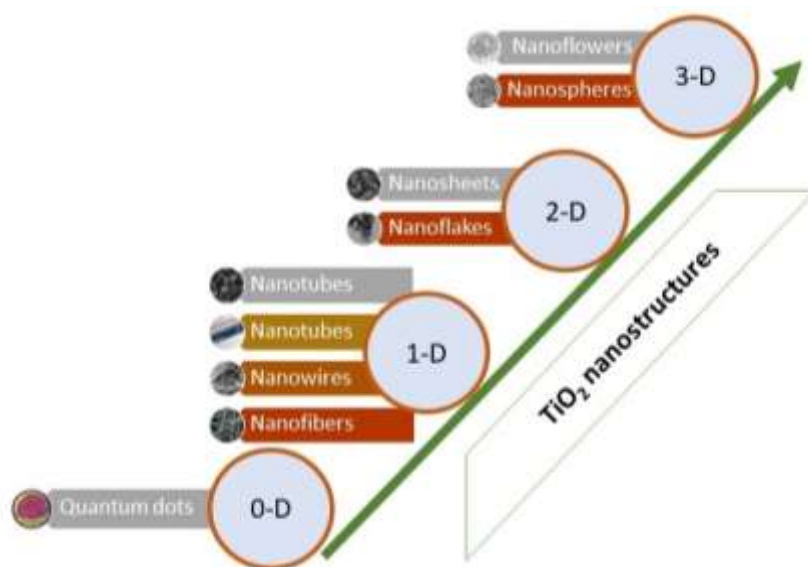 Nanoflowers
Nanospheres
3-D
Nanosheets
Nanoflakes
2-D
Nanotubes
Nanotubes
Nanowires
Nanofibers
1-D
Quantum dots
0-D
TiO₂ nanostructures